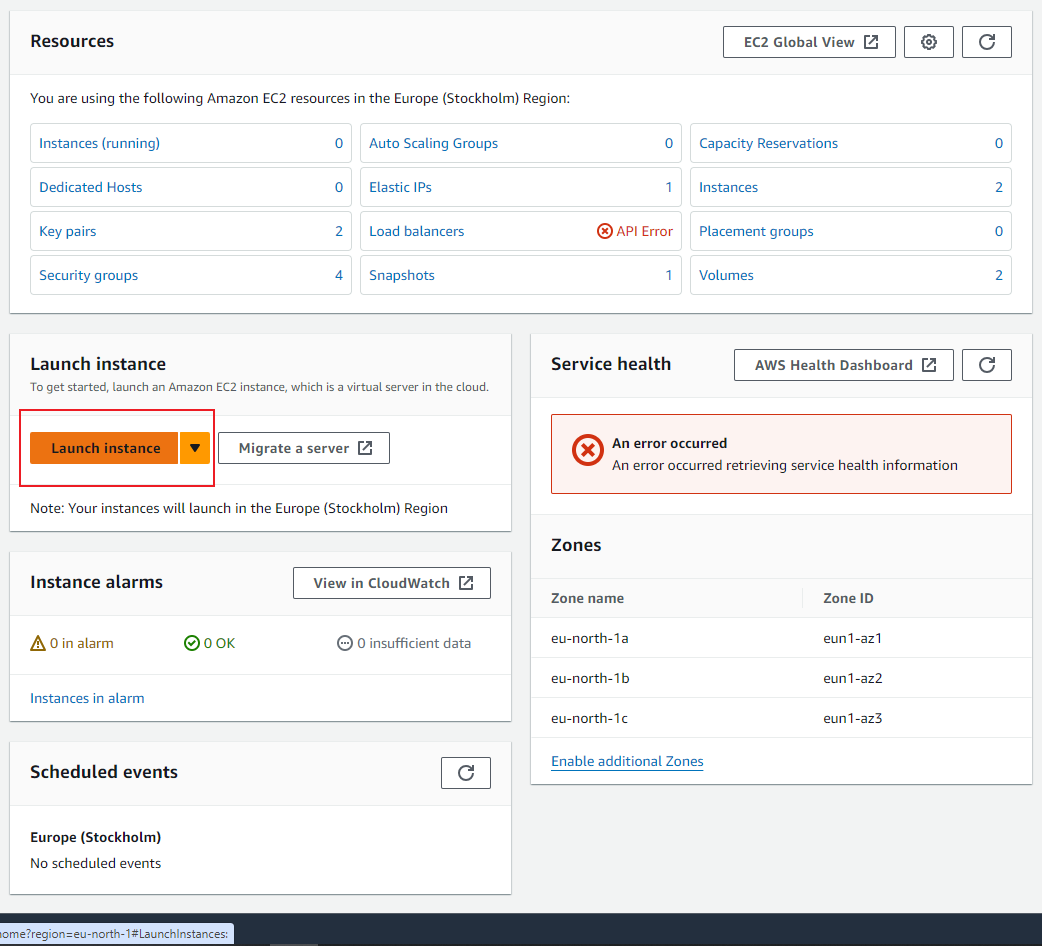 Resources
EC2 Global View
You are using the following Amazon EC2 resources in the Europe (Stockholm) Region:
Instances (running) 0
Auto Scaling Groups 0
Capacity Reservations 0
Dedicated Hosts 0
Elastic IPs 1
Instances 2
Key pairs 2
Load balancers API Error
Placement groups 0
Security groups 4
Snapshots 1
Volumes 2
Launch instance
To get started, launch an Amazon EC2 instance, which is a virtual server in the cloud.
Launch instance
Migrate a server
Note: Your instances will launch in the Europe (Stockholm) Region
Instance alarms
View in CloudWatch
0 in alarm
0 OK
0 insufficient data
Instances in alarm
Scheduled events
Europe (Stockholm)
No scheduled events
Service health
AWS Health Dashboard
An error occurred
An error occurred retrieving service health information
Zones
Zone name Zone ID
eu-north-1a eun1-az1
eu-north-1b eun1-az2
eu-north-1c eun1-az3
Enable additional Zones
home?region=eu-north-1#LaunchInstances: